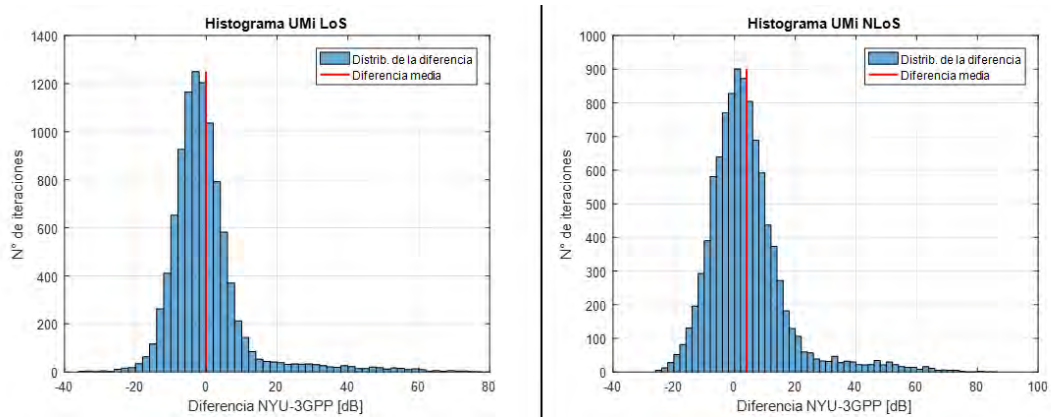 Histograma UMi LoS
1400
1200
1000
800
600
400
200
0
N° de iteraciones
Distrib. de la diferencia
Diferencia media
-40 -20 0 20 40 60 80
Diferencia NYU-3GPP [dB]
Histograma UMi NLoS
1000
900
800
700
600
500
400
300
200
100
0
N° de iteraciones
Distrib. de la diferencia
Diferencia media
-40 -20 0 20 40 60 80 100
Diferencia NYU-3GPP [dB]